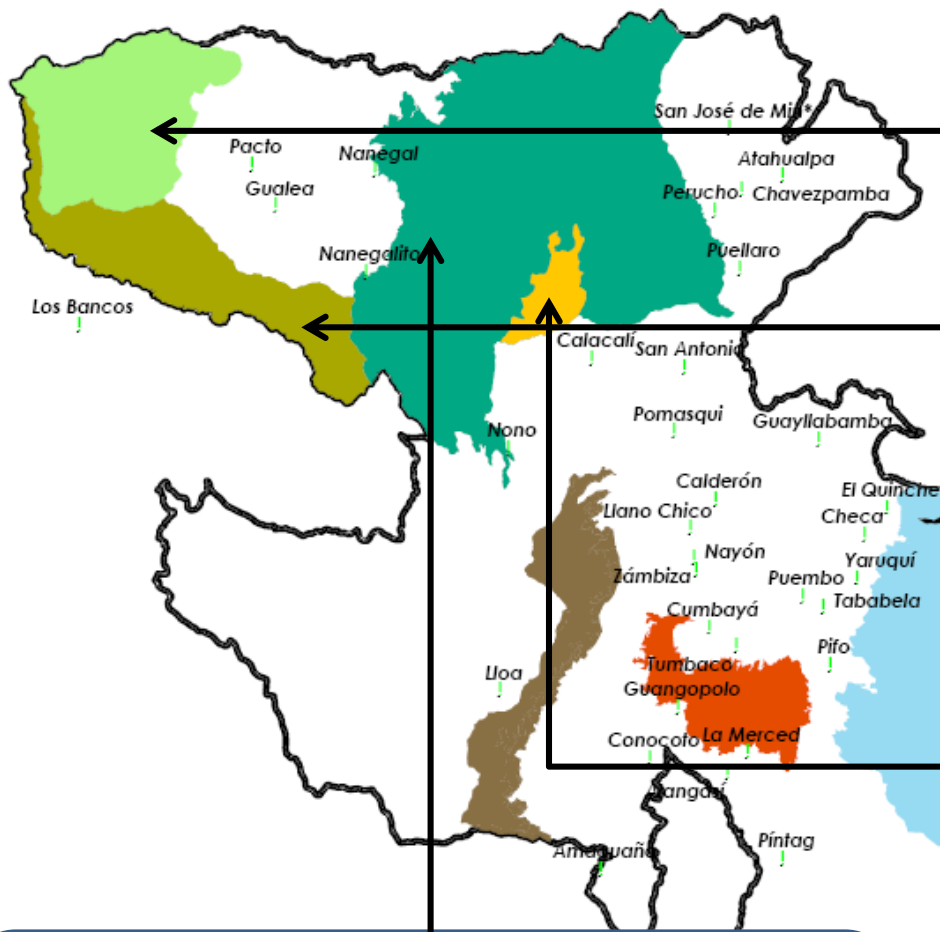 San José de Min*
Pacto
Nanegal
Atahualpa
Gualea
Perucho
Chavezpamba
Nanegalito
Puellaro
Los Bancos
Calacalí
San Antonio
Pomasqui
Guayllabamba
Nono
Calderón
El Quinche
Llano Chico
Checa
Nayón
Yaruquí
Zámbiza
Puembo
Tababela
Cumbayá
Pifo
Tumbaco
Lloa
Guangopolo
La Merced
Conocoto
Alangasí
Píntag
Amaguaña